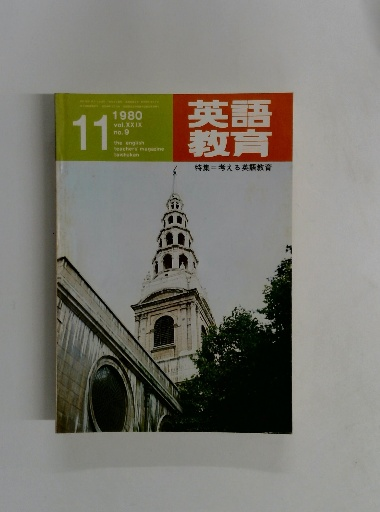 11
1980
vol.XXIX
no.9
the english
teachers' magazine
taishukan
英語
教育
特集=考える英語教育